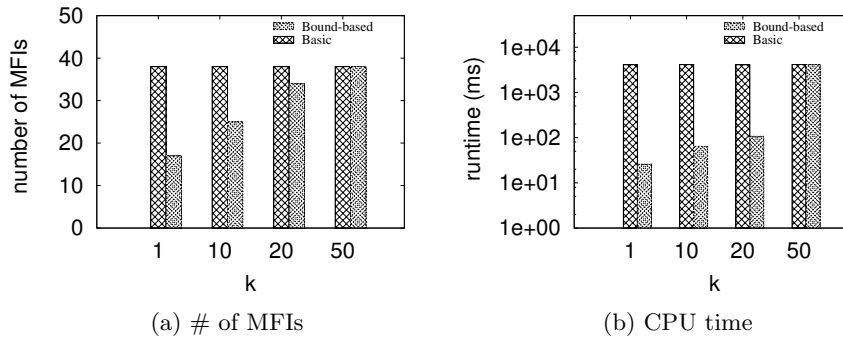 number of MFIs
50
40
30
20
10
0
Bound-based
Basic
1 10 20 50
k
(a) # of MFIs
runtime (ms)
1e+04
1e+03
1e+02
1e+01
1e+00
Bound-based
Basic
1 10 20 50
k
(b) CPU time